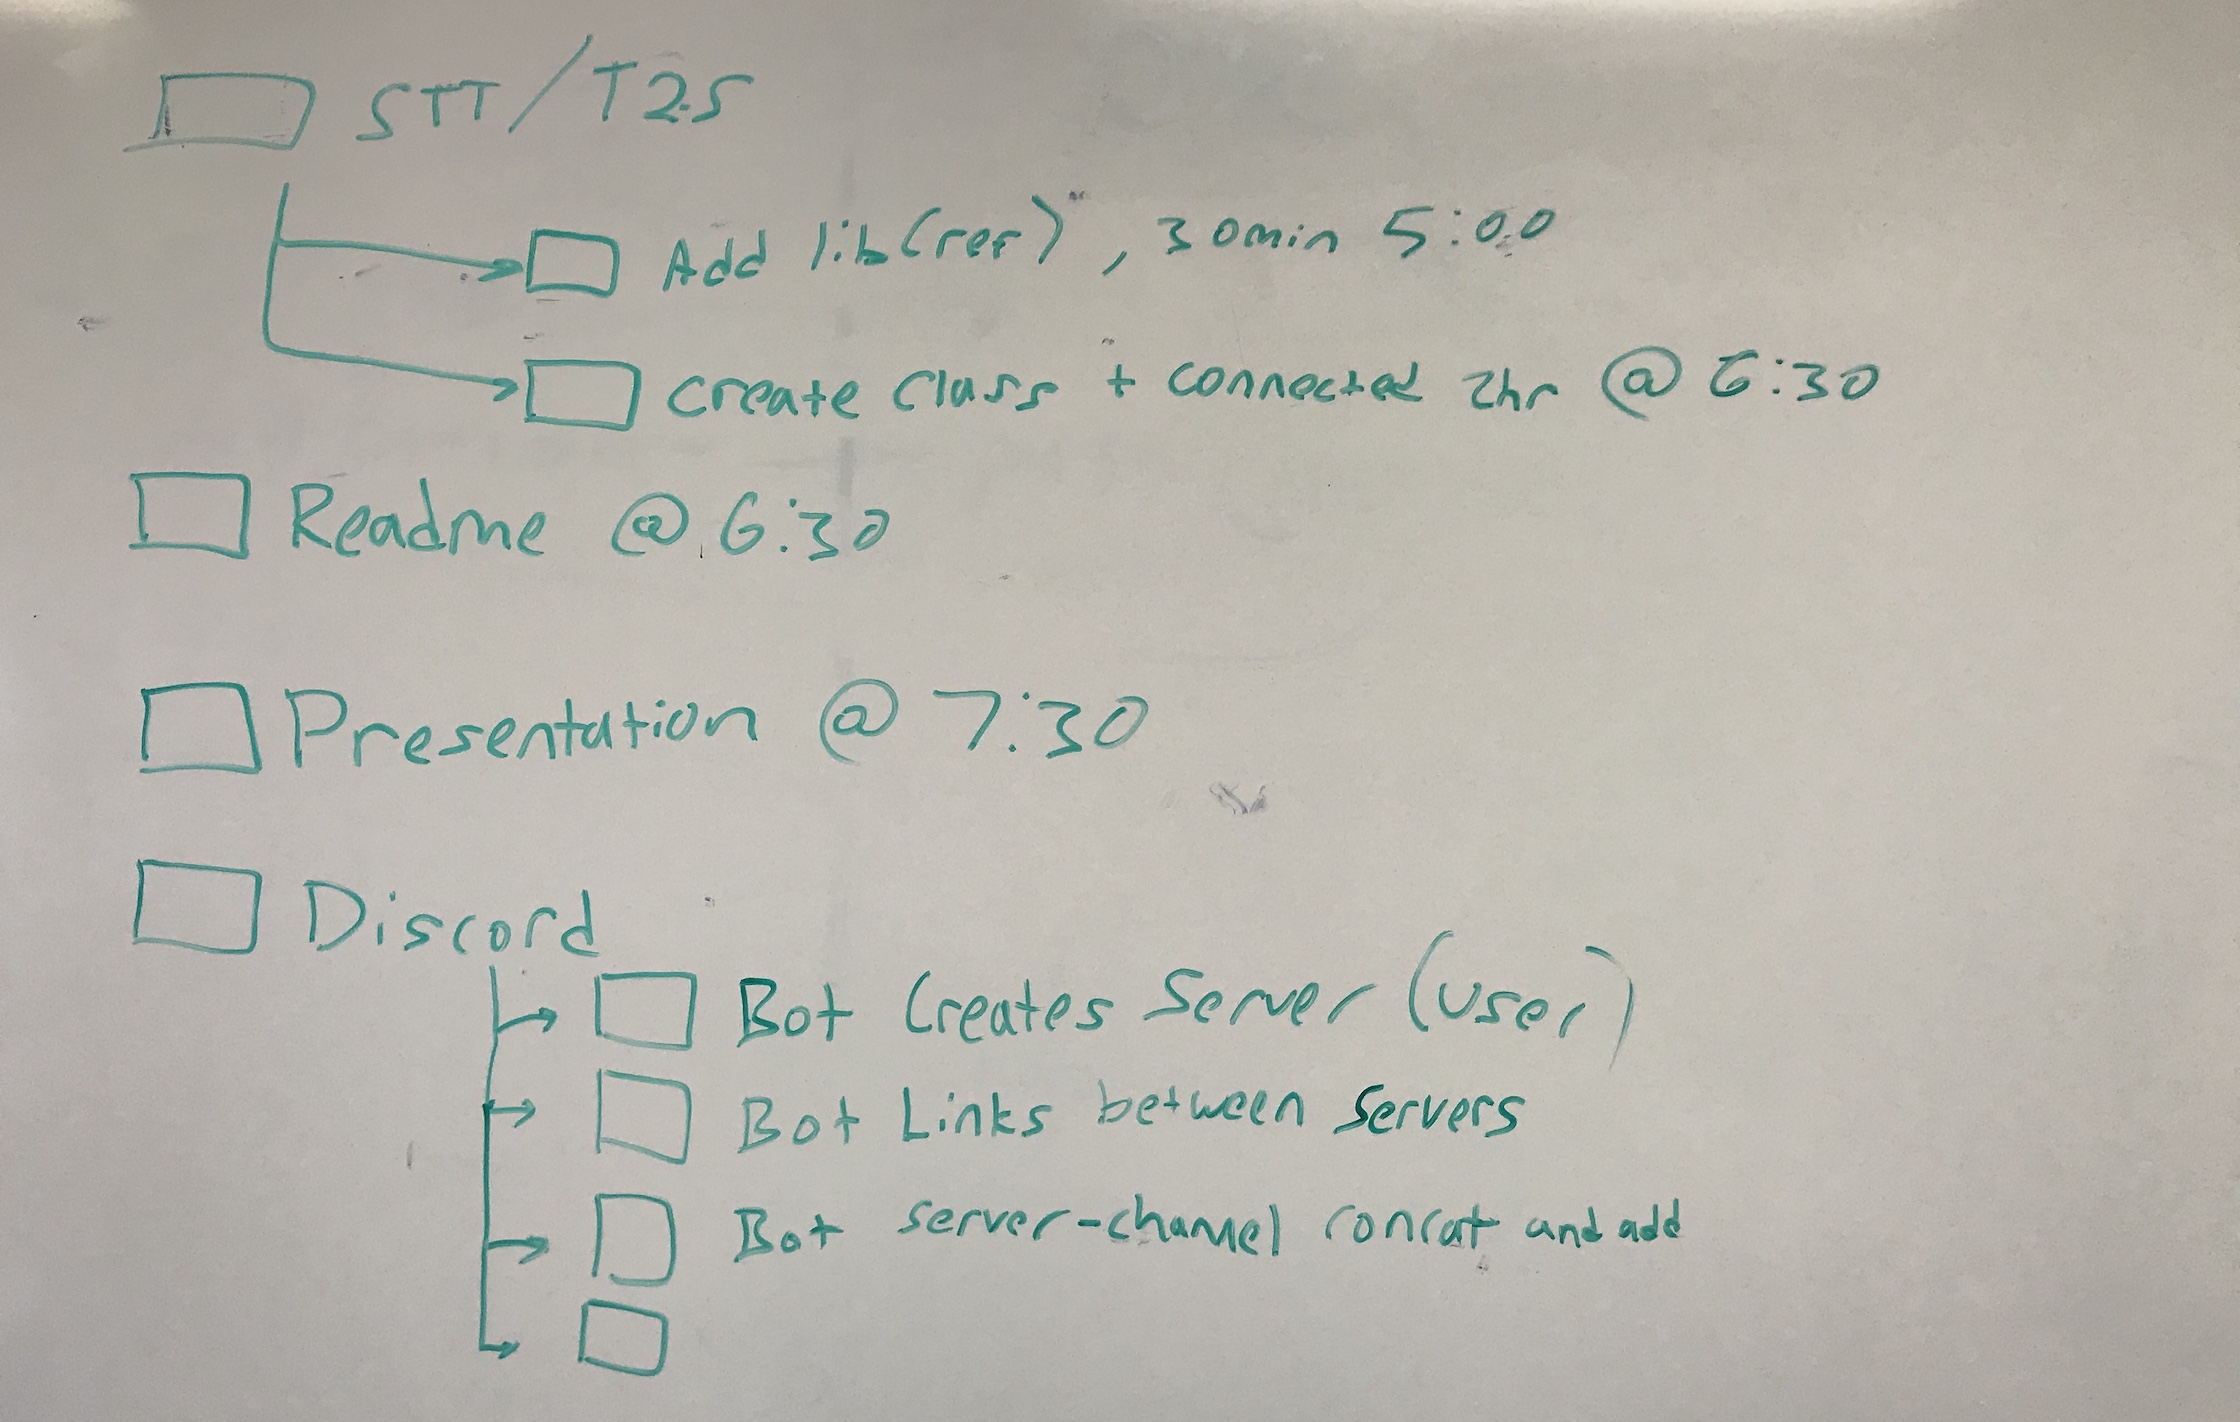 STT/T2S
Add lib(ref), 30min 5:00
Create Class + connected 2hr @ 6:30
Readme @ 6:30
Presentation @ 7:30
Discord
Bot Creates Server (user)
Bot Links between Servers
Bot server-channel concat and add